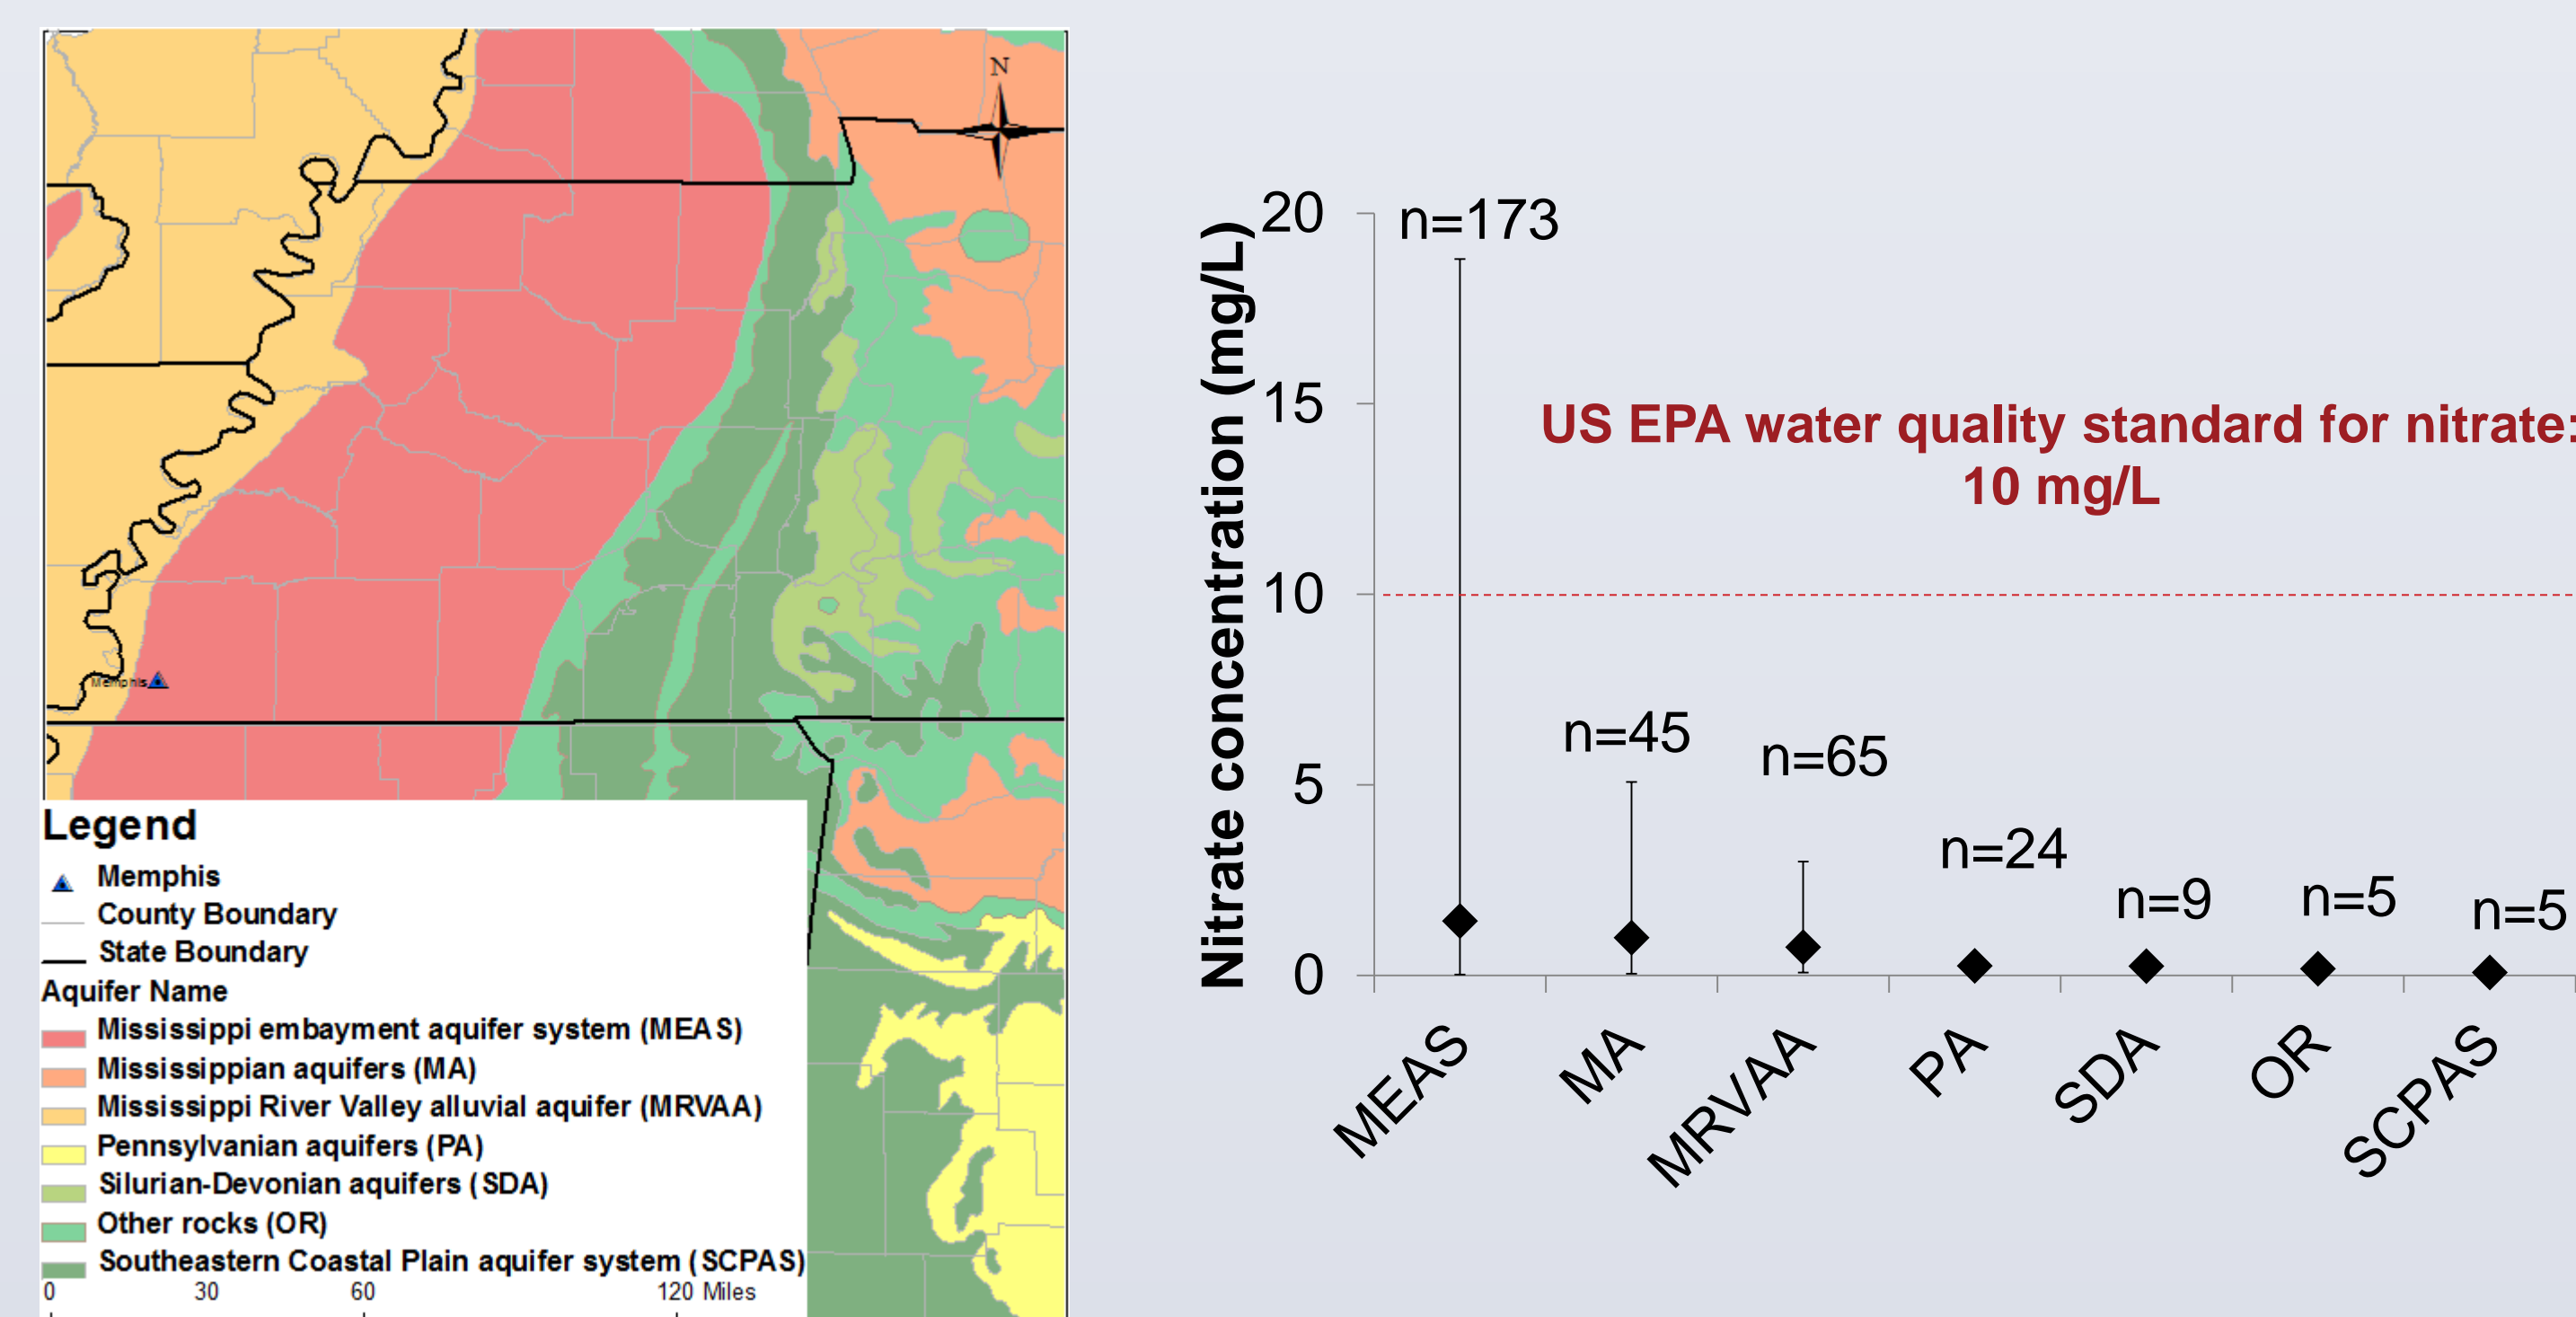 N
Memphis
Legend
Memphis
County Boundary
State Boundary
Aquifer Name
Mississippi embayment aquifer system (MEAS)
Mississippian aquifers (MA)
Mississippi River Valley alluvial aquifer (MRVAA)
Pennsylvanian aquifers (PA)
Silurian-Devonian aquifers (SDA)
Other rocks (OR)
Southeastern Coastal Plain aquifer system (SCPAS)
0 30 60 120 Miles
Nitrate concentration (mg/L)
20
15
10
5
0
n=173
n=45
n=65
n=24
n=9
n=5
n=5
US EPA water quality standard for nitrate:
10 mg/L
MEAS
MA
MRVAA
PA
SDA
OR
SCPAS